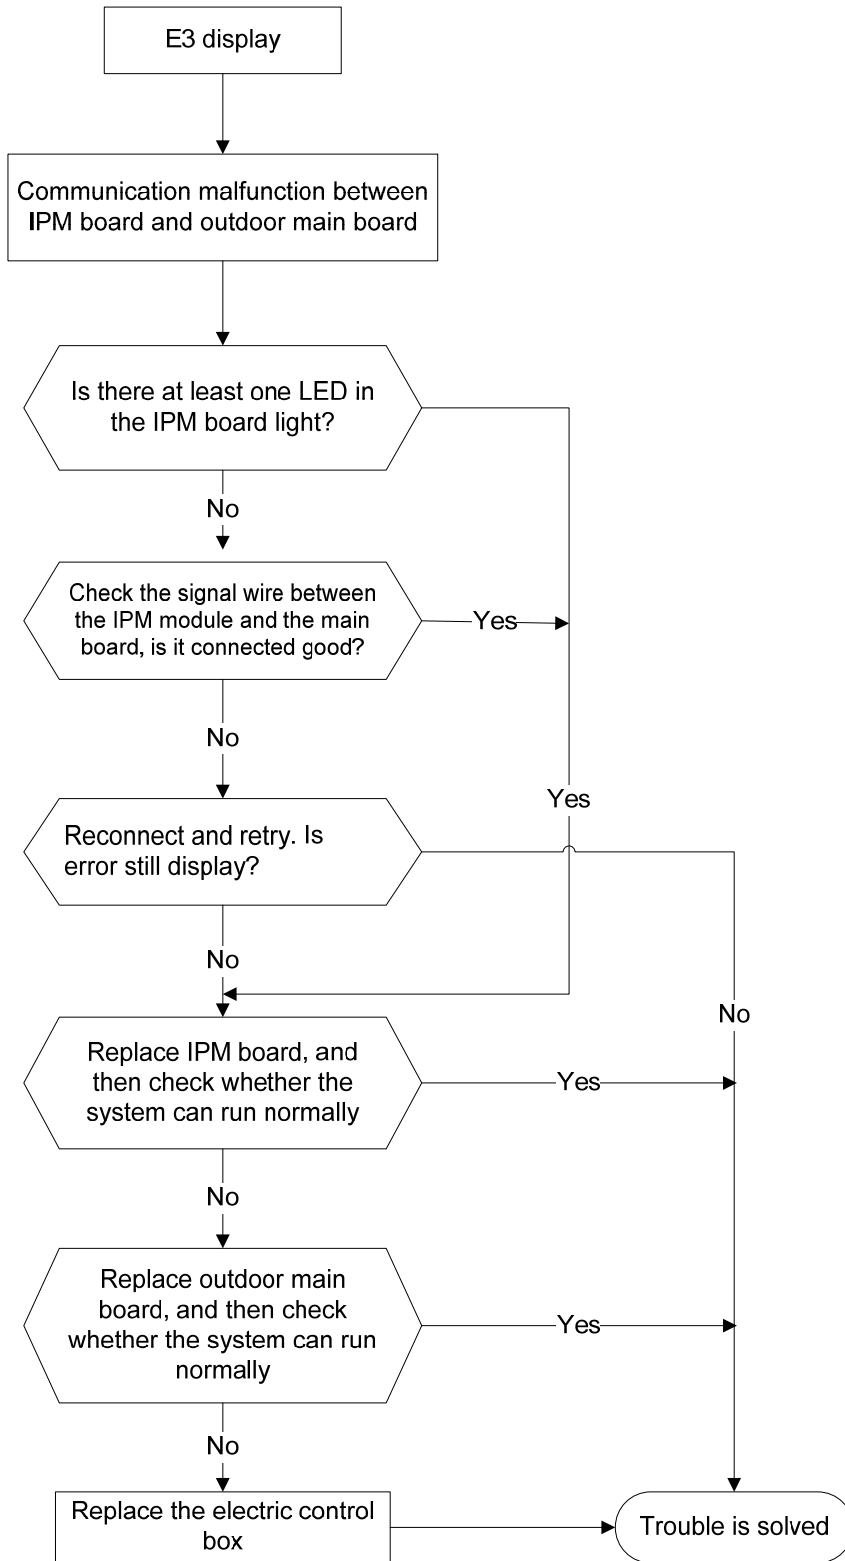 E3 display
Communication malfunction between
IPM board and outdoor main board
Is there at least one LED in
the IPM board light?
No
Check the signal wire between
the IPM module and the main
board, is it connected good?
Yes
No
Yes
Reconnect and retry. Is
error still display?
No
No
Replace IPM board, and
then check whether the
system can run normally
Yes
No
Replace outdoor main
board, and then check
whether the system can run
normally
Yes
No
Replace the electric control
box
Trouble is solved